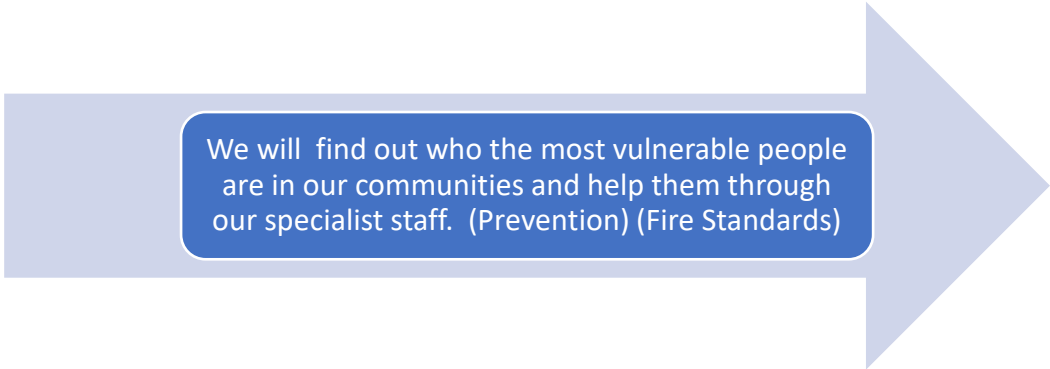 We will  find out who the most vulnerable people
are in our communities and help them through
our specialist staff.  (Prevention) (Fire Standards)